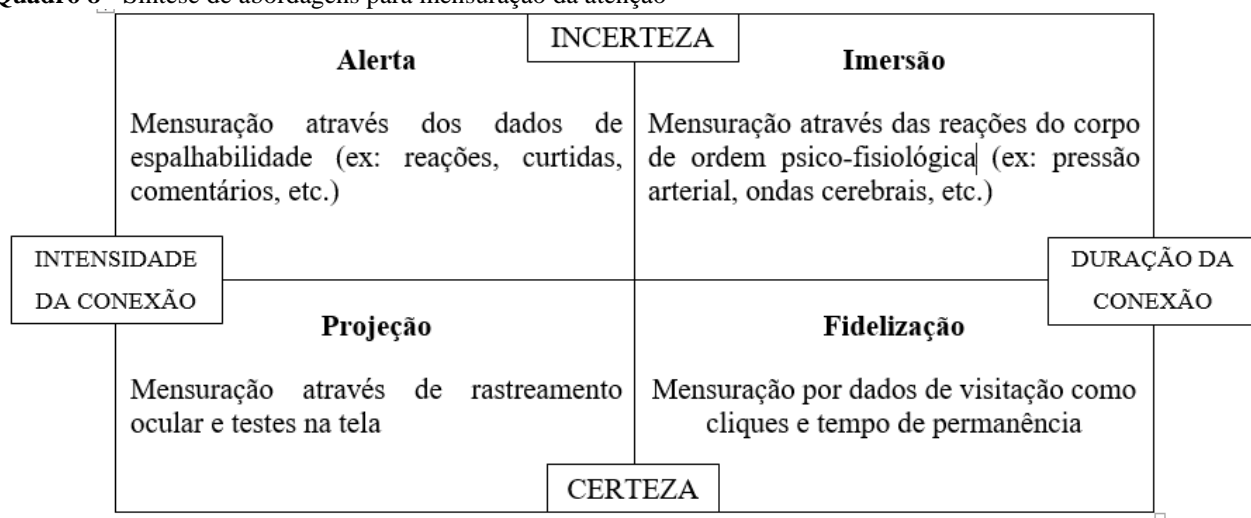 Quadro 8 - Síntese de abordagens para mensuração da atenção
INCERTEZA
Alerta
Mensuração através dos dados de
espalhabilidade (ex: reações, curtidas,
comentários, etc.)
Imersão
Mensuração através das reações do corpo
de ordem psico-fisiológica (ex: pressão
arterial, ondas cerebrais, etc.)
INTENSIDADE
DA CONEXÃO
DURAÇÃO DA
CONEXÃO
Projeção
Mensuração através de rastreamento
ocular e testes na tela
Fidelização
Mensuração por dados de visitação como
cliques e tempo de permanência
CERTEZA